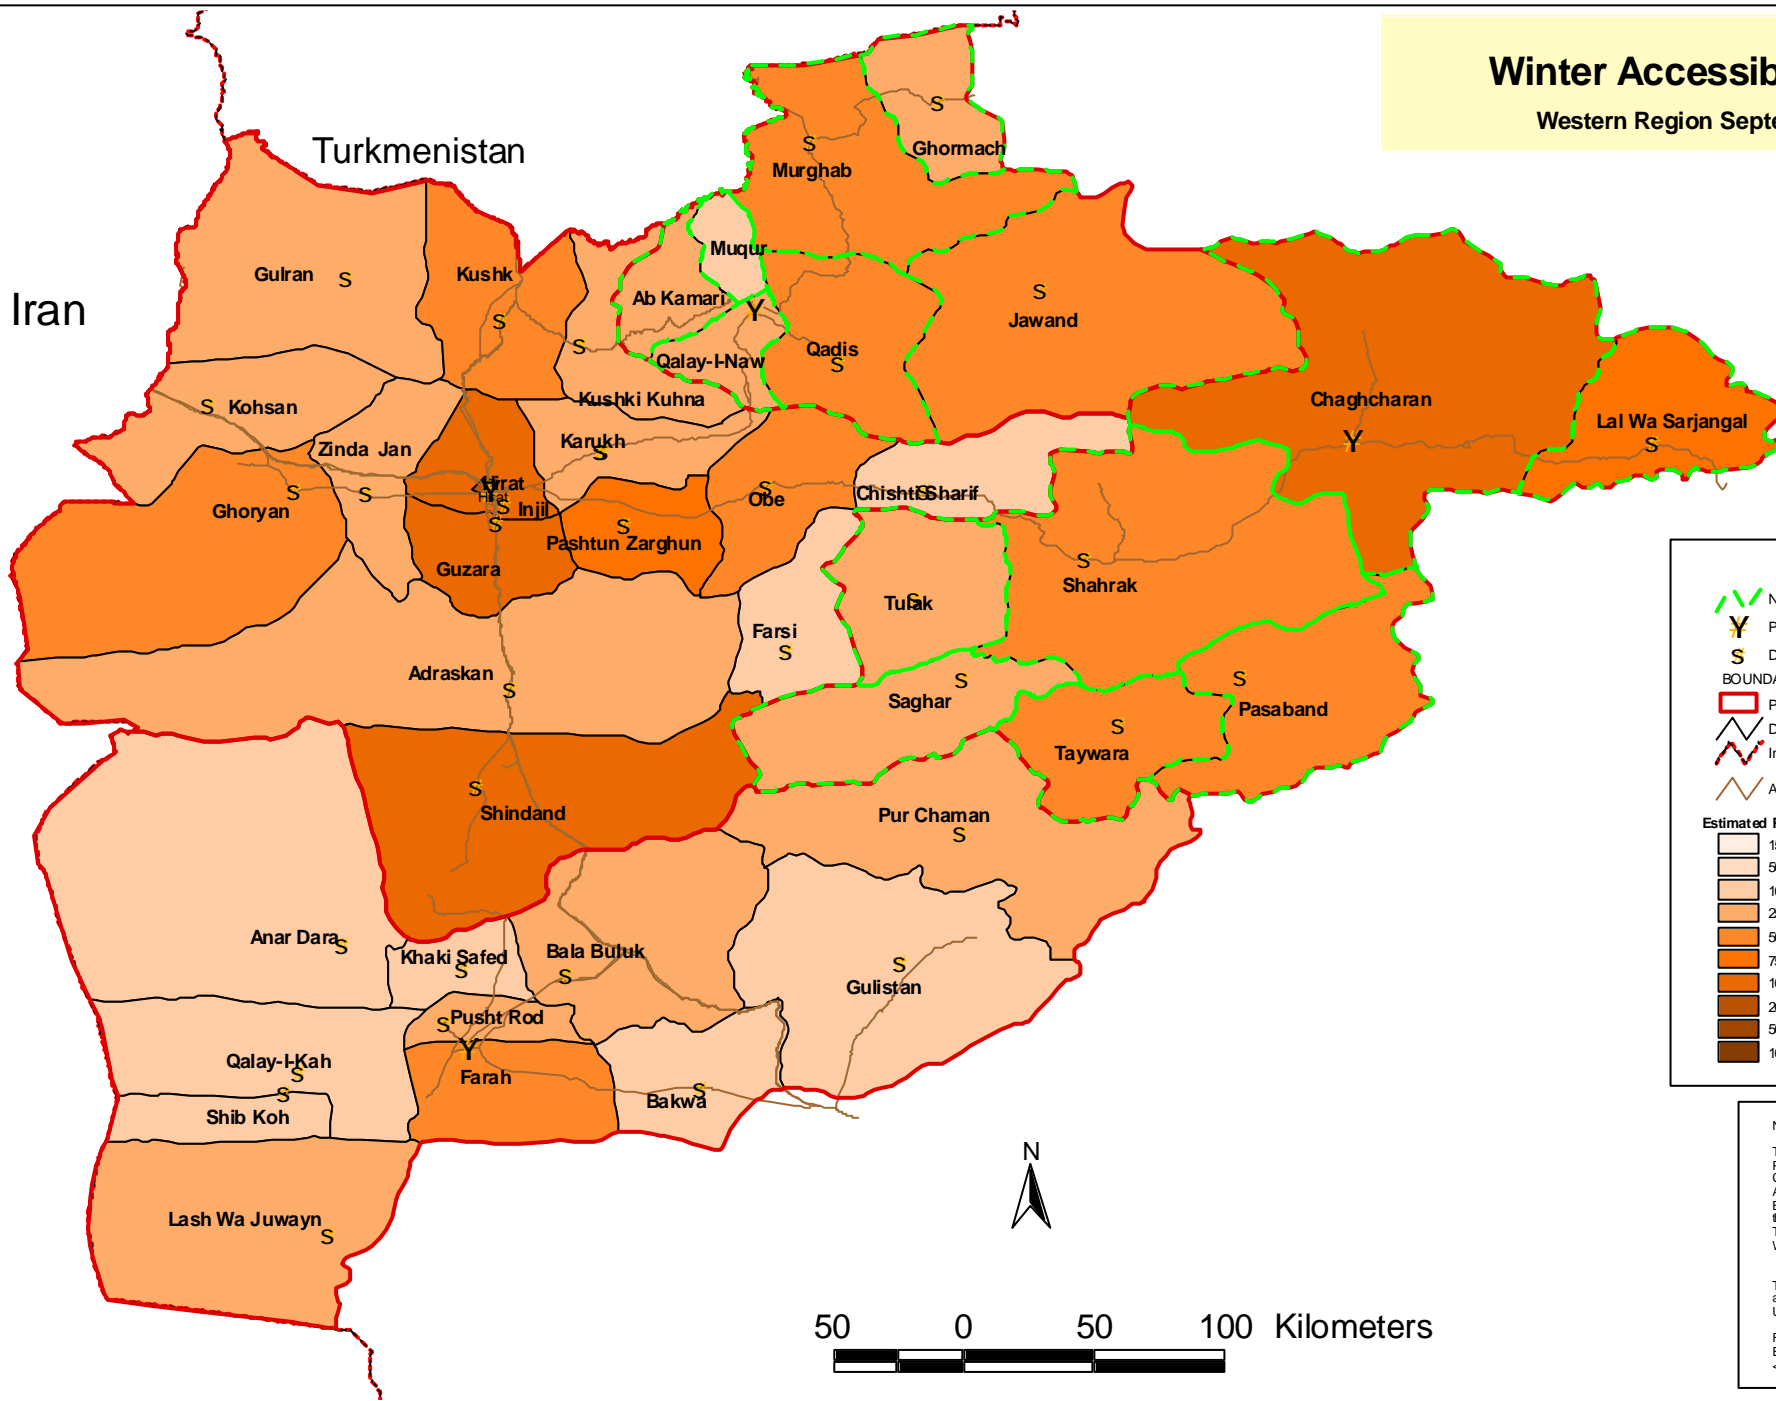 Winter Accessib
Western Region Septe
Turkmenistan
Iran
Ghormach
Murghab
Muqur
Gulran
Kushk
Ab Kamari
Jawand
Qadis
Qalay-I-Naw
Kushki Kuhna
Chaghcharan
Lal Wa Sarjangal
Kohsan
Zinda Jan
Karukh
Hirat
Hirat
Injil
Obe
Chishti Sharif
Ghoryan
Pashtun Zarghun
Guzara
Shahrak
Tulak
Farsi
Adraskan
Saghar
Pasaband
Taywara
Shindand
Pur Chaman
Anar Dara
Khaki Safed
Bala Buluk
Gulistan
Pusht Rod
Qalay-I-Kah
Farah
Bakwa
Shib Koh
Lash Wa Juwayn
N
50 0 50 100 Kilometers
N
P
D
BOUNDA
P
D
In
A
Estimated P